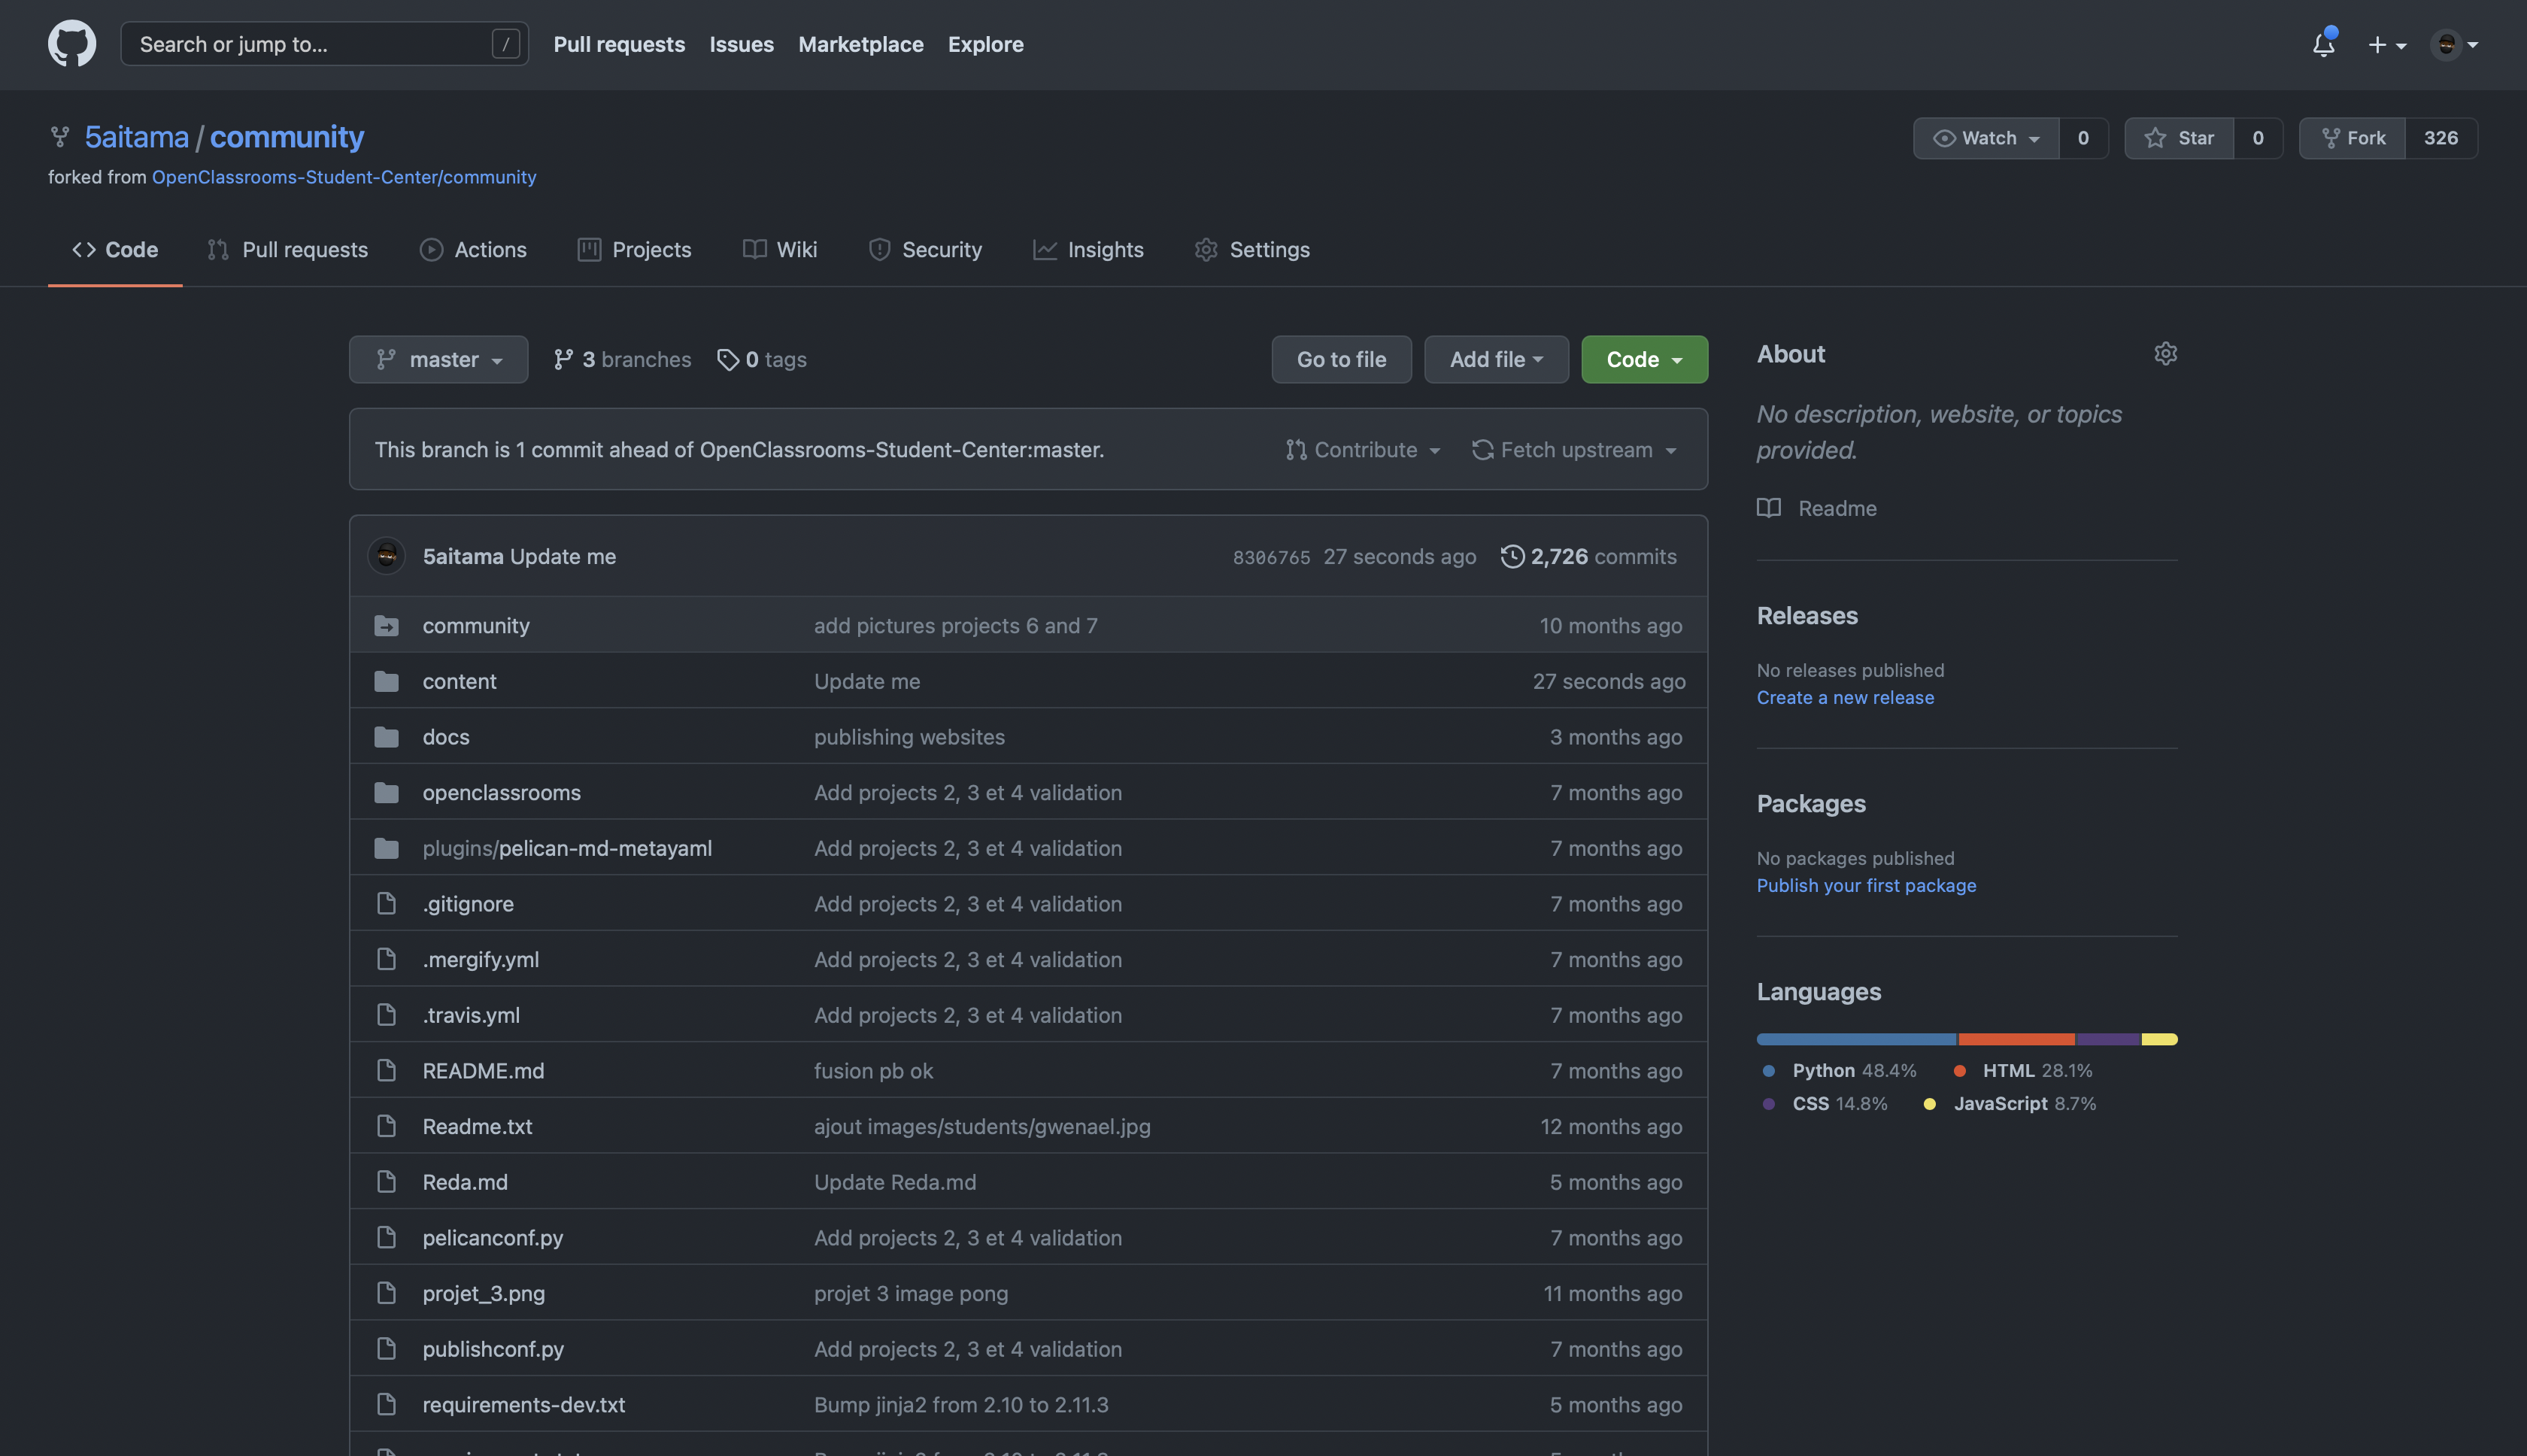 Search or jump to... /
Pull requests Issues Marketplace Explore
5aitama / community
forked from OpenClassrooms-Student-Center/community
Watch 0 Star 0 Fork 326
Code Pull requests Actions Projects Wiki Security Insights Settings
master 3 branches 0 tags Go to file Add file Code
This branch is 1 commit ahead of OpenClassrooms-Student-Center:master. Contribute Fetch upstream
5aitama Update me 8306765 27 seconds ago 2,726 commits
community add pictures projects 6 and 7 10 months ago
content Update me 27 seconds ago
docs publishing websites 3 months ago
openclassrooms Add projects 2, 3 et 4 validation 7 months ago
plugins/pelican-md-metayaml Add projects 2, 3 et 4 validation 7 months ago
.gitignore Add projects 2, 3 et 4 validation 7 months ago
.mergify.yml Add projects 2, 3 et 4 validation 7 months ago
.travis.yml Add projects 2, 3 et 4 validation 7 months ago
README.md fusion pb ok 7 months ago
Readme.txt ajout images/students/gwenael.jpg 12 months ago
Reda.md Update Reda.md 5 months ago
pelicanconf.py Add projects 2, 3 et 4 validation 7 months ago
projet_3.png projet 3 image pong 11 months ago
publishconf.py Add projects 2, 3 et 4 validation 7 months ago
requirements-dev.txt Bump jinja2 from 2.10 to 2.11.3 5 months ago
About
No description, website, or topics
provided.
Readme
Releases
No releases published
Create a new release
Packages
No packages published
Publish your first package
Languages
Python 48.4% HTML 28.1%
CSS 14.8% JavaScript 8.7%